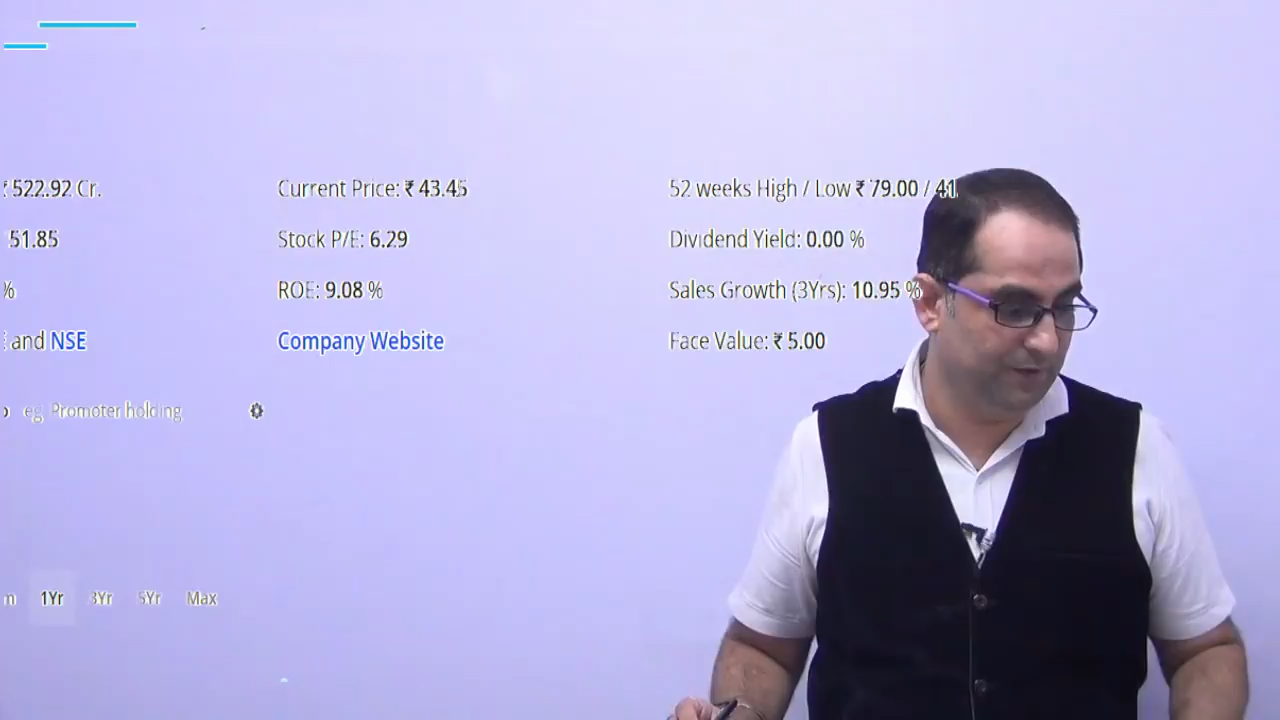 ₹ 522.92 Cr.
Current Price: ₹ 43.45
52 weeks High / Low ₹ 79.00 / 41.
51.85
Stock P/E: 6.29
Dividend Yield: 0.00 %
%
ROE: 9.08 %
Sales Growth (3Yrs): 10.95 %
and NSE
Company Website
Face Value: ₹ 5.00
eg. Promoter holding
1Yr 3Yr 5Yr Max